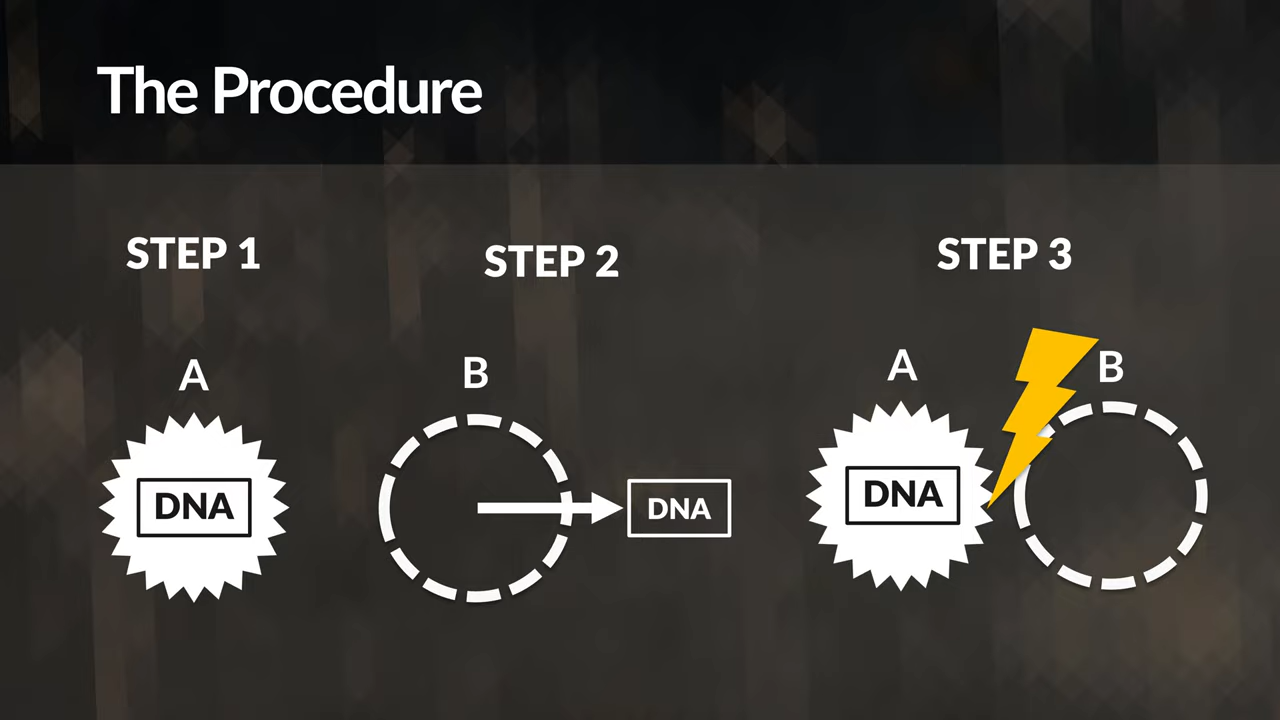 The Procedure
STEP 1
A
DNA
STEP 2
B
DNA
STEP 3
A
B
DNA